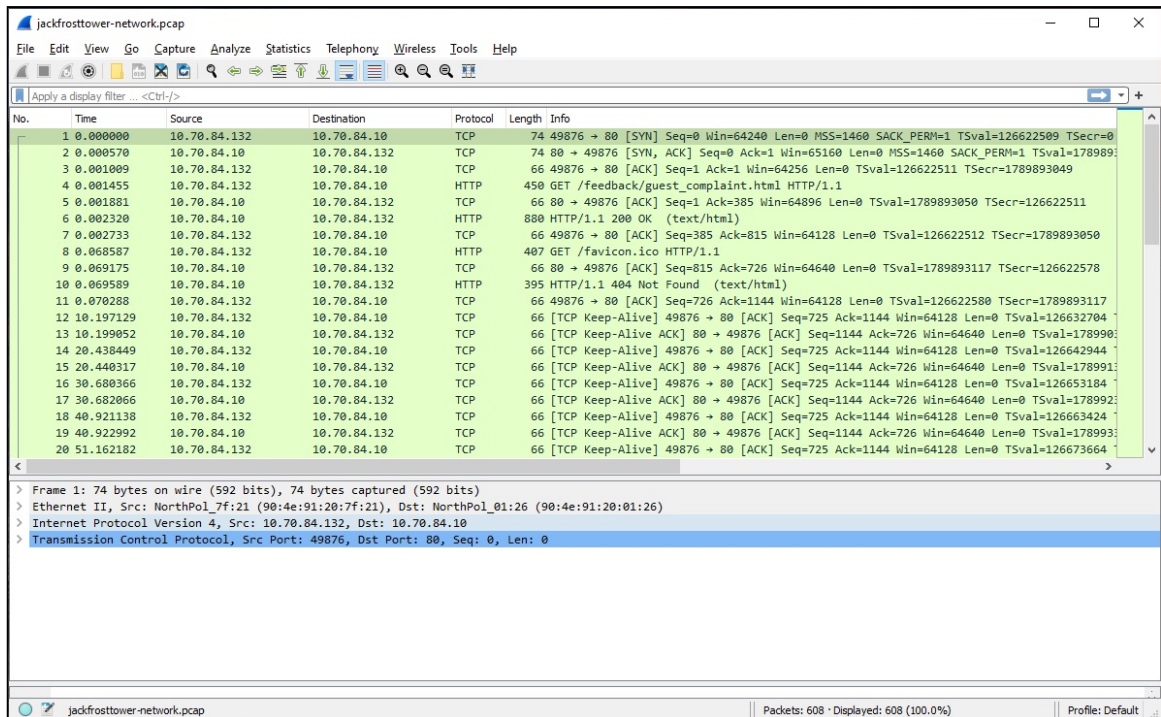 jackfrosttower-network.pcap
File Edit View Go Capture Analyze Statistics Telephony Wireless Tools Help
Apply a display filter ... <Ctrl-/>
No. Time Source Destination Protocol Length Info
1 0.000000 10.70.84.132 10.70.84.10 TCP 74 49876 → 80 [SYN] Seq=0 Win=64240 Len=0 MSS=1460 SACK_PERM=1 TSval=126622509 TSecr=0
2 0.000570 10.70.84.10 10.70.84.132 TCP 74 80 → 49876 [SYN, ACK] Seq=0 Ack=1 Win=65160 Len=0 MSS=1460 SACK_PERM=1 TSval=178989
3 0.001009 10.70.84.132 10.70.84.10 TCP 66 49876 → 80 [ACK] Seq=1 Ack=1 Win=64256 Len=0 TSval=126622511 TSecr=1789893049
4 0.001455 10.70.84.132 10.70.84.10 HTTP 450 GET /feedback/guest_complaint.html HTTP/1.1
5 0.001881 10.70.84.10 10.70.84.132 TCP 66 80 → 49876 [ACK] Seq=1 Ack=385 Win=64896 Len=0 TSval=1789893050 TSecr=126622511
6 0.002320 10.70.84.10 10.70.84.132 HTTP 880 HTTP/1.1 200 OK (text/html)
7 0.002733 10.70.84.132 10.70.84.10 TCP 66 49876 → 80 [ACK] Seq=385 Ack=815 Win=64128 Len=0 TSval=126622512 TSecr=1789893050
8 0.068587 10.70.84.132 10.70.84.10 HTTP 407 GET /favicon.ico HTTP/1.1
9 0.069175 10.70.84.10 10.70.84.132 TCP 66 80 → 49876 [ACK] Seq=815 Ack=726 Win=64640 Len=0 TSval=1789893117 TSecr=126622578
10 0.069589 10.70.84.10 10.70.84.132 HTTP 395 HTTP/1.1 404 Not Found (text/html)
11 0.070288 10.70.84.132 10.70.84.10 TCP 66 49876 → 80 [ACK] Seq=726 Ack=1144 Win=64128 Len=0 TSval=126622580 TSecr=1789893117
12 10.197129 10.70.84.132 10.70.84.10 TCP 66 [TCP Keep-Alive] 49876 → 80 [ACK] Seq=725 Ack=1144 Win=64128 Len=0 TSval=126632704
13 10.199052 10.70.84.10 10.70.84.132 TCP 66 [TCP Keep-Alive ACK] 80 → 49876 [ACK] Seq=1144 Ack=726 Win=64640 Len=0 TSval=178990
14 20.438449 10.70.84.132 10.70.84.10 TCP 66 [TCP Keep-Alive] 49876 → 80 [ACK] Seq=725 Ack=1144 Win=64128 Len=0 TSval=126642944
15 20.440317 10.70.84.10 10.70.84.132 TCP 66 [TCP Keep-Alive ACK] 80 → 49876 [ACK] Seq=1144 Ack=726 Win=64640 Len=0 TSval=178991
16 30.680366 10.70.84.132 10.70.84.10 TCP 66 [TCP Keep-Alive] 49876 → 80 [ACK] Seq=725 Ack=1144 Win=64128 Len=0 TSval=126653184
17 30.682066 10.70.84.10 10.70.84.132 TCP 66 [TCP Keep-Alive ACK] 80 → 49876 [ACK] Seq=1144 Ack=726 Win=64640 Len=0 TSval=178992
18 40.921138 10.70.84.132 10.70.84.10 TCP 66 [TCP Keep-Alive] 49876 → 80 [ACK] Seq=725 Ack=1144 Win=64128 Len=0 TSval=126663424
19 40.922992 10.70.84.10 10.70.84.132 TCP 66 [TCP Keep-Alive ACK] 80 → 49876 [ACK] Seq=1144 Ack=726 Win=64640 Len=0 TSval=178993
20 51.162182 10.70.84.132 10.70.84.10 TCP 66 [TCP Keep-Alive] 49876 → 80 [ACK] Seq=725 Ack=1144 Win=64128 Len=0 TSval=126673664
Frame 1: 74 bytes on wire (592 bits), 74 bytes captured (592 bits)
Ethernet II, Src: NorthPol_7f:21 (90:4e:91:20:7f:21), Dst: NorthPol_01:26 (90:4e:91:20:01:26)
Internet Protocol Version 4, Src: 10.70.84.132, Dst: 10.70.84.10
Transmission Control Protocol, Src Port: 49876, Dst Port: 80, Seq: 0, Len: 0
jackfrosttower-network.pcap Packets: 608 · Displayed: 608 (100.0%) Profile: Default